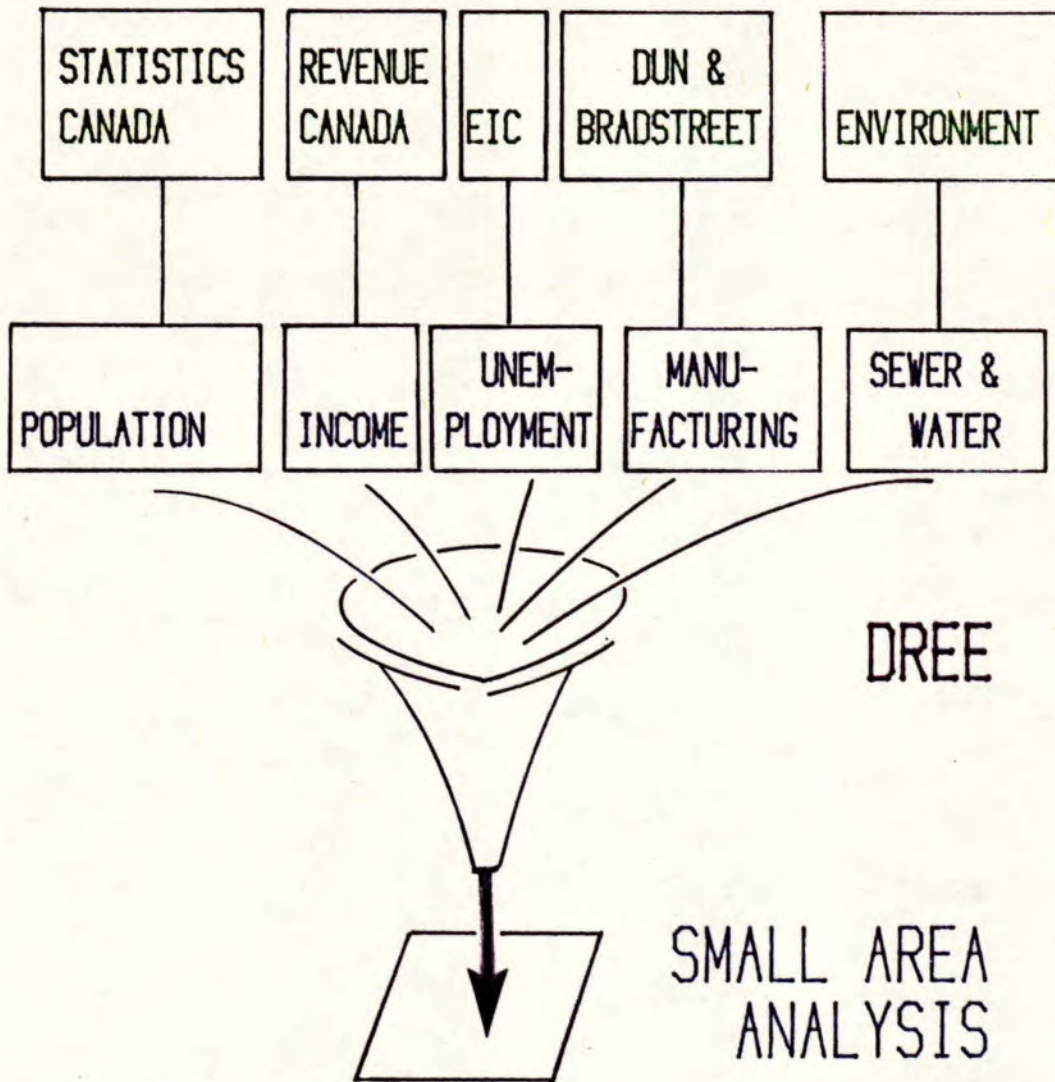 STATISTICS
CANADA
REVENUE
CANADA
EIC
DUN &
BRADSTREET
ENVIRONMENT
POPULATION
INCOME
UNEM-
PLOYMENT
MANU-
FACTURING
SEWER &
WATER
DREE
SMALL AREA
ANALYSIS